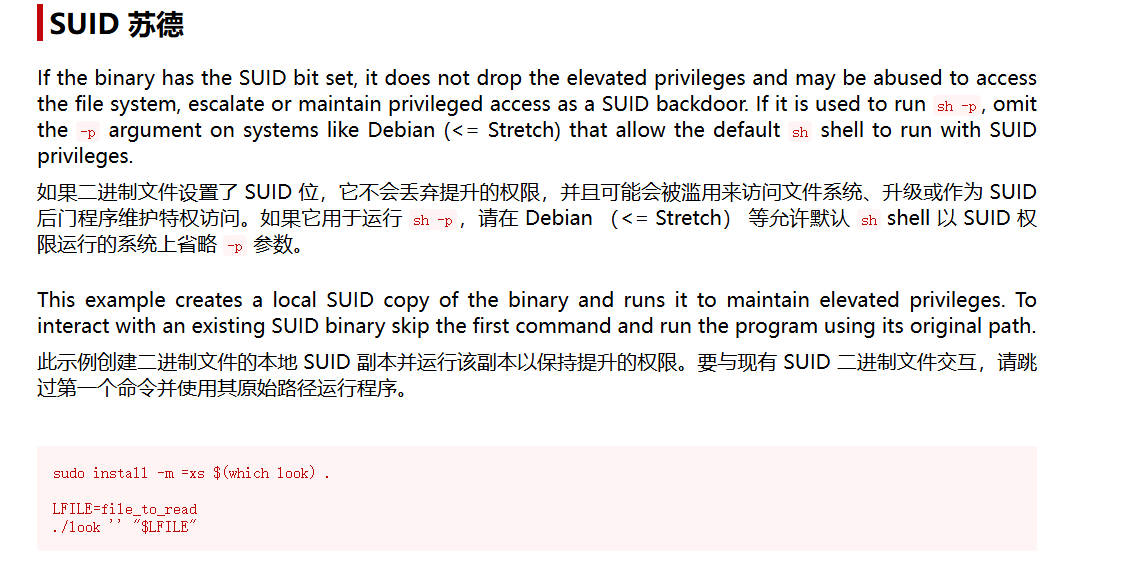 SUID 苏德
If the binary has the SUID bit set, it does not drop the elevated privileges and may be abused to access
the file system, escalate or maintain privileged access as a SUID backdoor. If it is used to run sh -p, omit
the -p argument on systems like Debian (<= Stretch) that allow the default sh shell to run with SUID
privileges.
如果二进制文件设置了 SUID 位，它不会丢弃提升的权限，并且可能会被滥用来访问文件系统、升级或作为 SUID
后门程序维护特权访问。如果它用于运行 sh -p，请在 Debian （<= Stretch） 等允许默认 sh shell 以 SUID 权
限运行的系统上省略 -p 参数。
This example creates a local SUID copy of the binary and runs it to maintain elevated privileges. To
interact with an existing SUID binary skip the first command and run the program using its original path.
此示例创建二进制文件的本地 SUID 副本并运行该副本以保持提升的权限。要与现有 SUID 二进制文件交互，请跳
过第一个命令并使用其原始路径运行程序。
sudo install -m =xs $(which look) .
LFILE=file_to_read
./look '' "$LFILE"